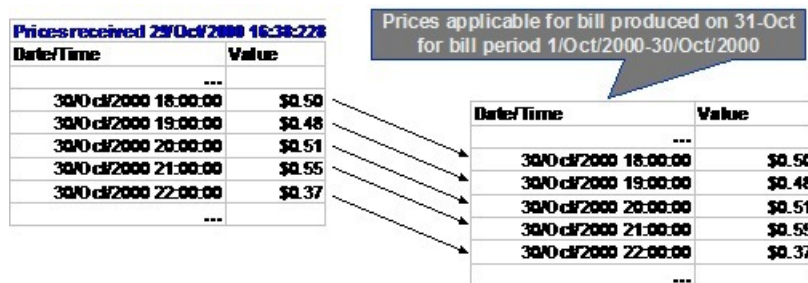 Prices received 29/Oct/2000 16:38:228
Date/Time Value
...
30/Oct/2000 18:00:00 $0.50
30/Oct/2000 19:00:00 $0.48
30/Oct/2000 20:00:00 $0.51
30/Oct/2000 21:00:00 $0.55
30/Oct/2000 22:00:00 $0.37
...
Prices applicable for bill produced on 31-Oct
for bill period 1/Oct/2000-30/Oct/2000
Date/Time Value
...
30/Oct/2000 18:00:00 $0.50
30/Oct/2000 19:00:00 $0.48
30/Oct/2000 20:00:00 $0.51
30/Oct/2000 21:00:00 $0.55
30/Oct/2000 22:00:00 $0.37
...